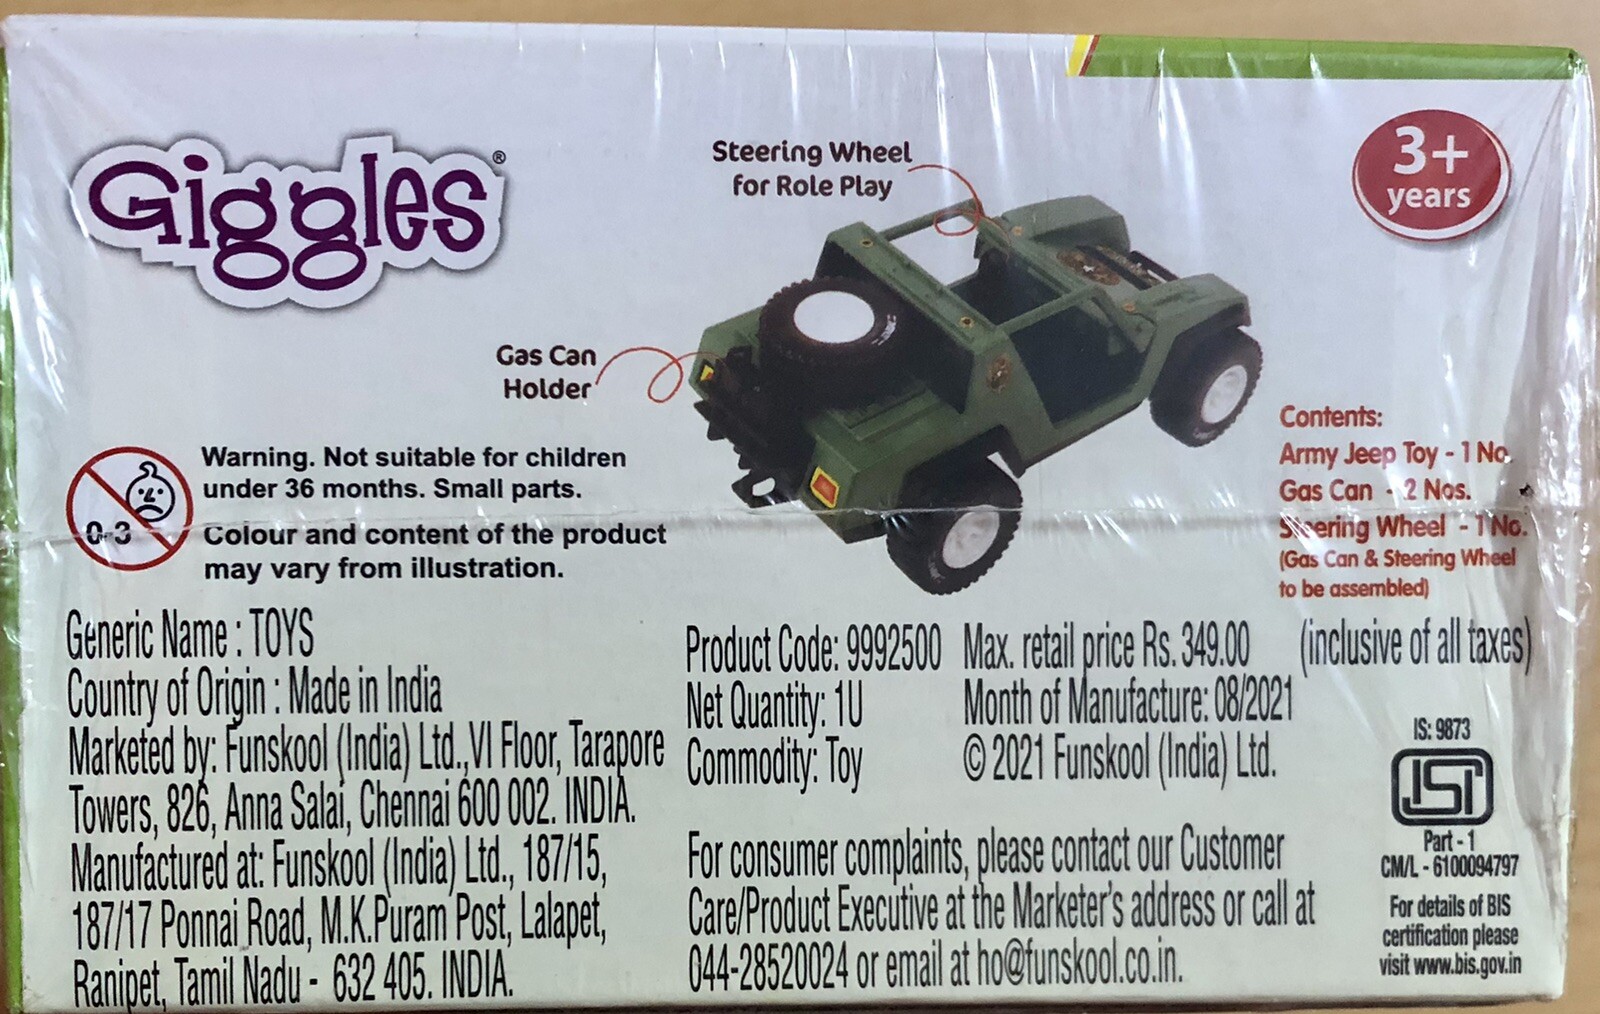 Giggles®
Steering Wheel
for Role Play
3+
years
Gas Can
Holder
Contents:
Army Jeep Toy - 1 No.
Gas Can - 2 Nos.
Steering Wheel - 1 No.
(Gas Can & Steering Wheel
to be assembled)
0-3
Warning. Not suitable for children
under 36 months. Small parts.
Colour and content of the product
may vary from illustration.
Generic Name : TOYS
Country of Origin : Made in India
Marketed by: Funskool (India) Ltd.,VI Floor, Tarapore
Towers, 826, Anna Salai, Chennai 600 002. INDIA.
Manufactured at: Funskool (India) Ltd., 187/15,
187/17 Ponnai Road, M.K.Puram Post, Lalapet,
Ranipet, Tamil Nadu - 632 405. INDIA.
Product Code: 9992500
Net Quantity: 1U
Commodity: Toy
Max. retail price Rs. 349.00 (inclusive of all taxes)
Month of Manufacture: 08/2021
© 2021 Funskool (India) Ltd.
For consumer complaints, please contact our Customer
Care/Product Executive at the Marketer's address or call at
044-28520024 or email at ho@funskool.co.in.
IS: 9873
ISI
Part - 1
CM/L - 6100094797
For details of BIS
certification please
visit www.bis.gov.in